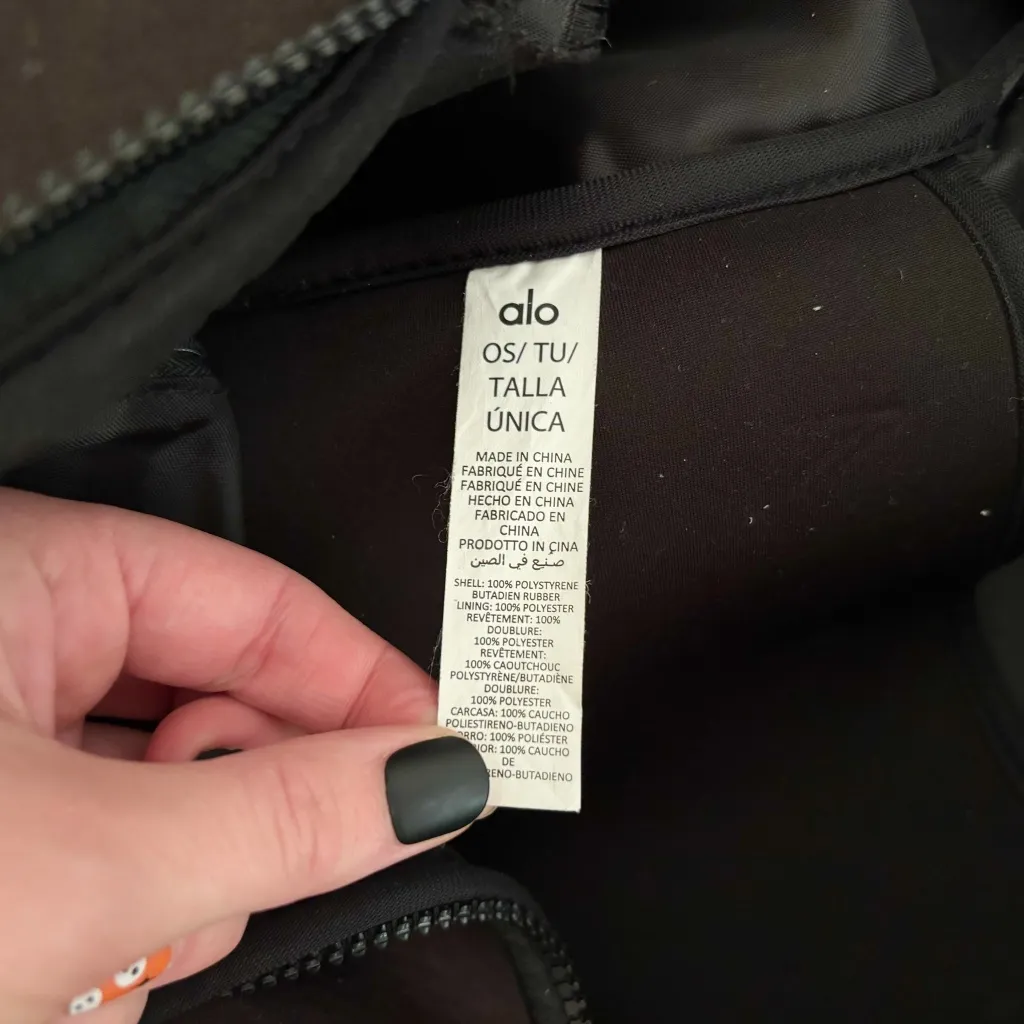 alo
OS/ TU/
TALLA
ÚNICA
MADE IN CHINA
FABRIQUÉ EN CHINE
FABRIQUÉ EN CHINE
HECHO EN CHINA
FABRICADO EN
CHINA
PRODOTTO IN CINA
صنع في الصين
SHELL: 100% POLYSTYRENE
BUTADIEN RUBBER
LINING: 100% POLYESTER
REVÊTEMENT: 100%
DOUBLURE:
100% POLYESTER
REVÊTEMENT:
100% CAOUTCHOUC
POLYSTYRÈNE/BUTADIÈNE
DOUBLURE:
100% POLYESTER
CARCASA: 100% CAUCHO
POLIESTIRENO-BUTADIENO
100% POLIÉSTER
100% CAUCHO
DE